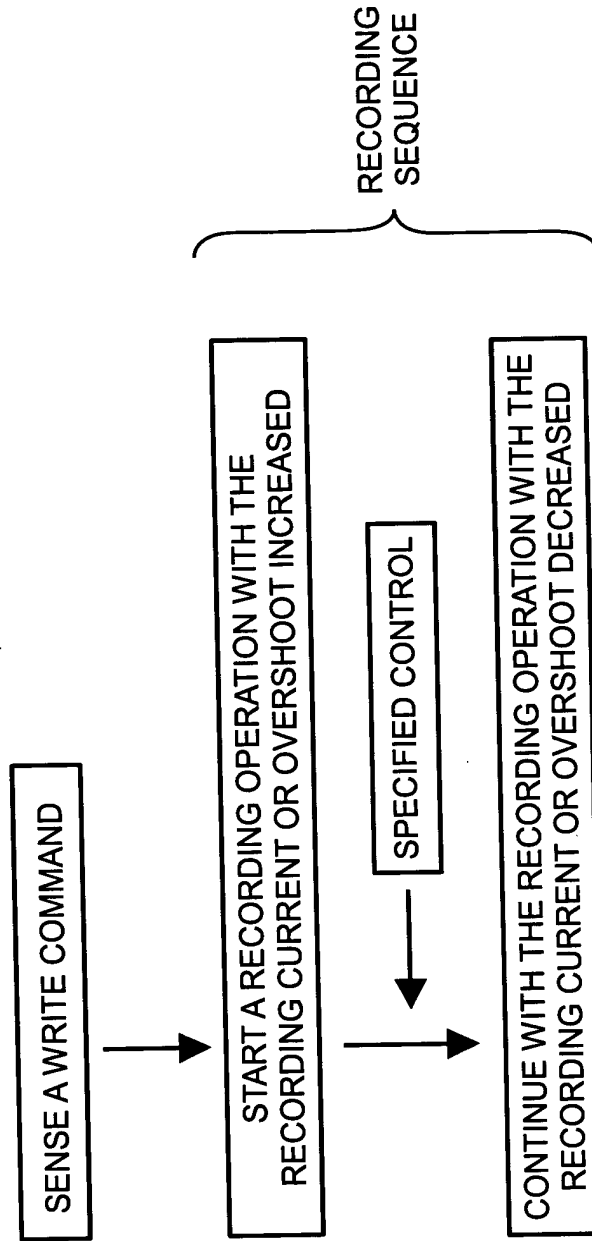 SENSE A WRITE COMMAND
START A RECORDING OPERATION WITH THE
RECORDING CURRENT OR OVERSHOOT INCREASED
SPECIFIED CONTROL
CONTINUE WITH THE RECORDING OPERATION WITH THE
RECORDING CURRENT OR OVERSHOOT DECREASED
RECORDING
SEQUENCE